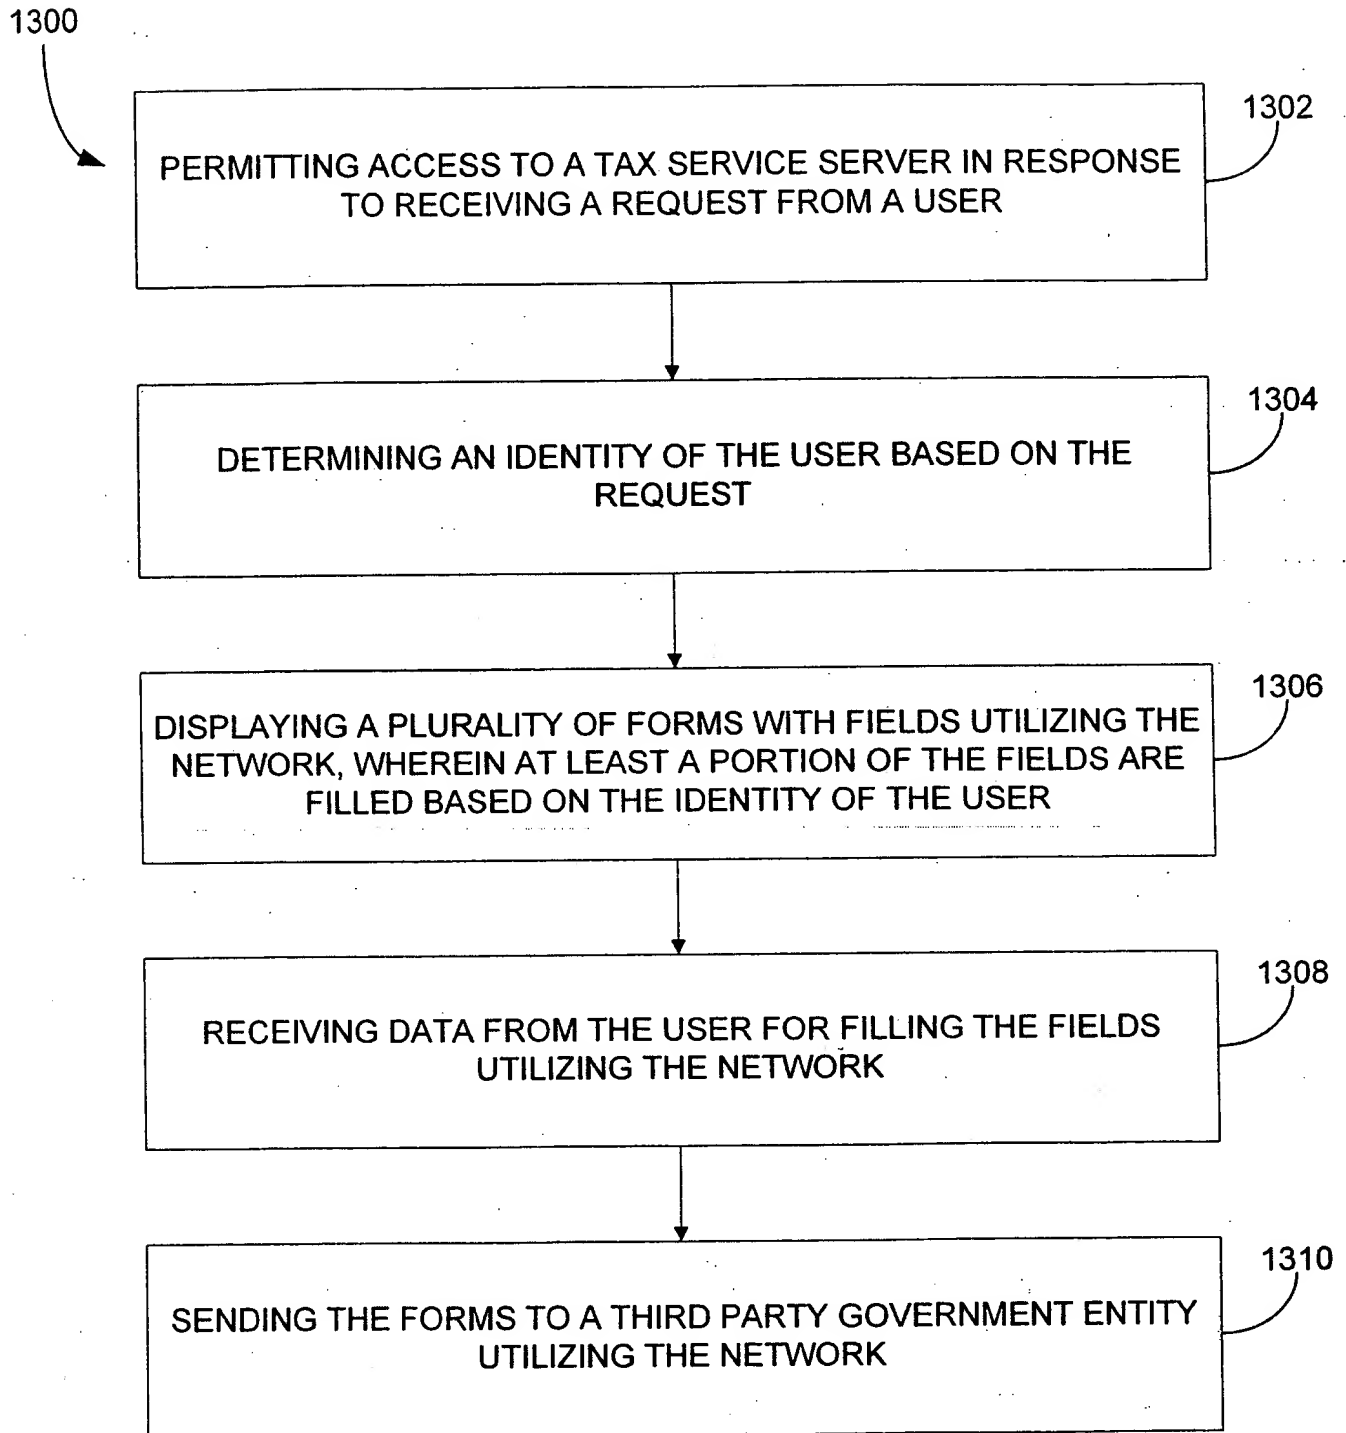 1300
1302
PERMITTING ACCESS TO A TAX SERVICE SERVER IN RESPONSE
TO RECEIVING A REQUEST FROM A USER
1304
DETERMINING AN IDENTITY OF THE USER BASED ON THE
REQUEST
1306
DISPLAYING A PLURALITY OF FORMS WITH FIELDS UTILIZING THE
NETWORK, WHEREIN AT LEAST A PORTION OF THE FIELDS ARE
FILLED BASED ON THE IDENTITY OF THE USER
1308
RECEIVING DATA FROM THE USER FOR FILLING THE FIELDS
UTILIZING THE NETWORK
1310
SENDING THE FORMS TO A THIRD PARTY GOVERNMENT ENTITY
UTILIZING THE NETWORK